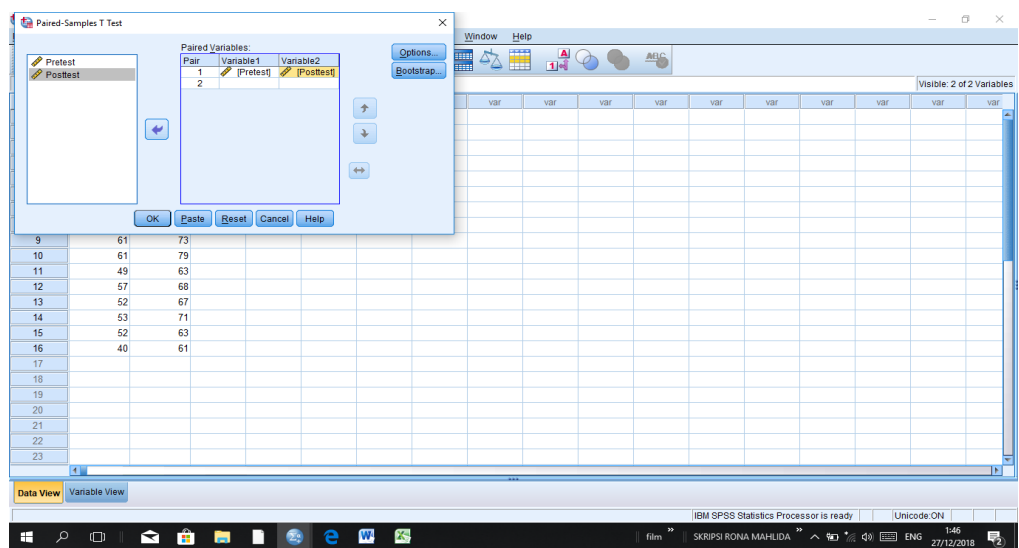 Paired-Samples T Test
Window Help
Pretest
Posttest
Paired Variables:
Pair Variable1 Variable2
1 [Pretest] [Posttest]
2
Options...
Bootstrap...
OK Paste Reset Cancel Help
Visible: 2 of 2 Variables
var var var var var var var var var var
9 61 73
10 61 79
11 49 63
12 57 68
13 52 67
14 53 71
15 52 63
16 40 61
17
18
19
20
21
22
23
Data View Variable View
IBM SPSS Statistics Processor is ready Unicode:ON
film » SKRIPSI RONA MAHLIDA » ENG 1:46
27/12/2018